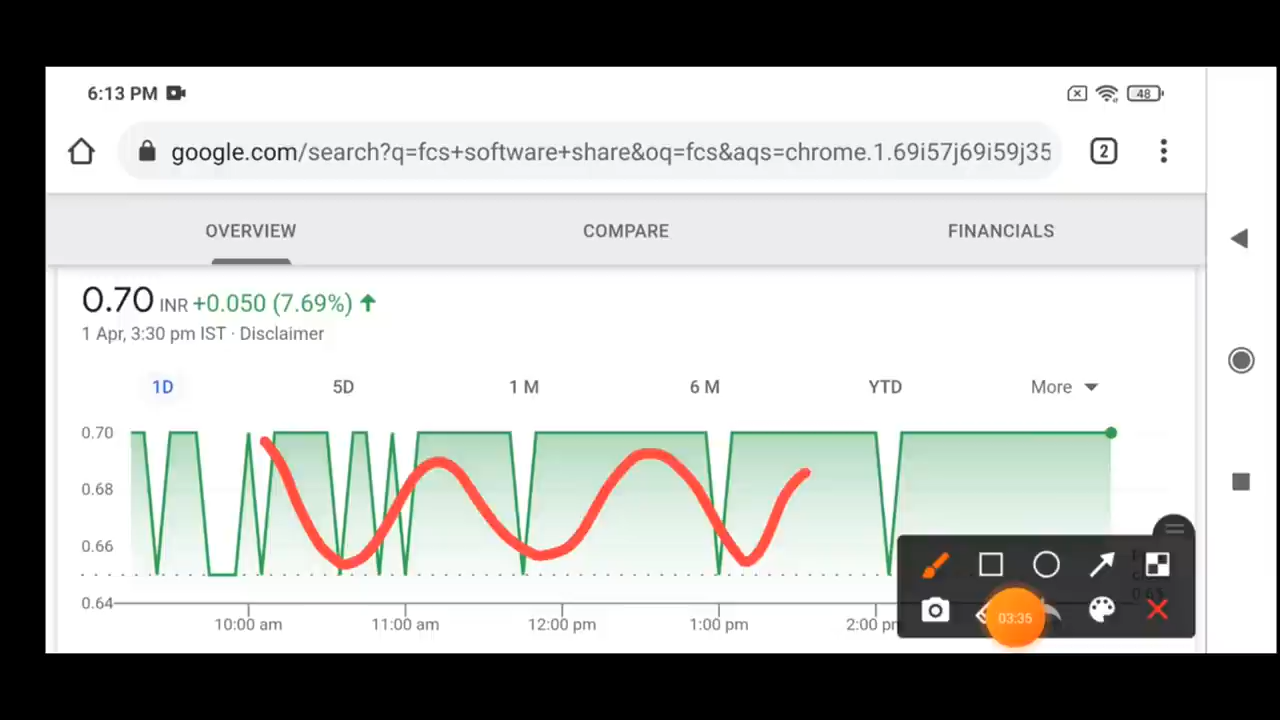 6:13 PM
48
google.com/search?q=fcs+software+share&oq=fcs&aqs=chrome.1.69i57j69i59j35
2
OVERVIEW COMPARE FINANCIALS
0.70 INR +0.050 (7.69%)
1 Apr, 3:30 pm IST · Disclaimer
1D 5D 1 M 6 M YTD More
0.70
0.68
0.66
0.64
10:00 am 11:00 am 12:00 pm 1:00 pm 2:00 pm
03:35